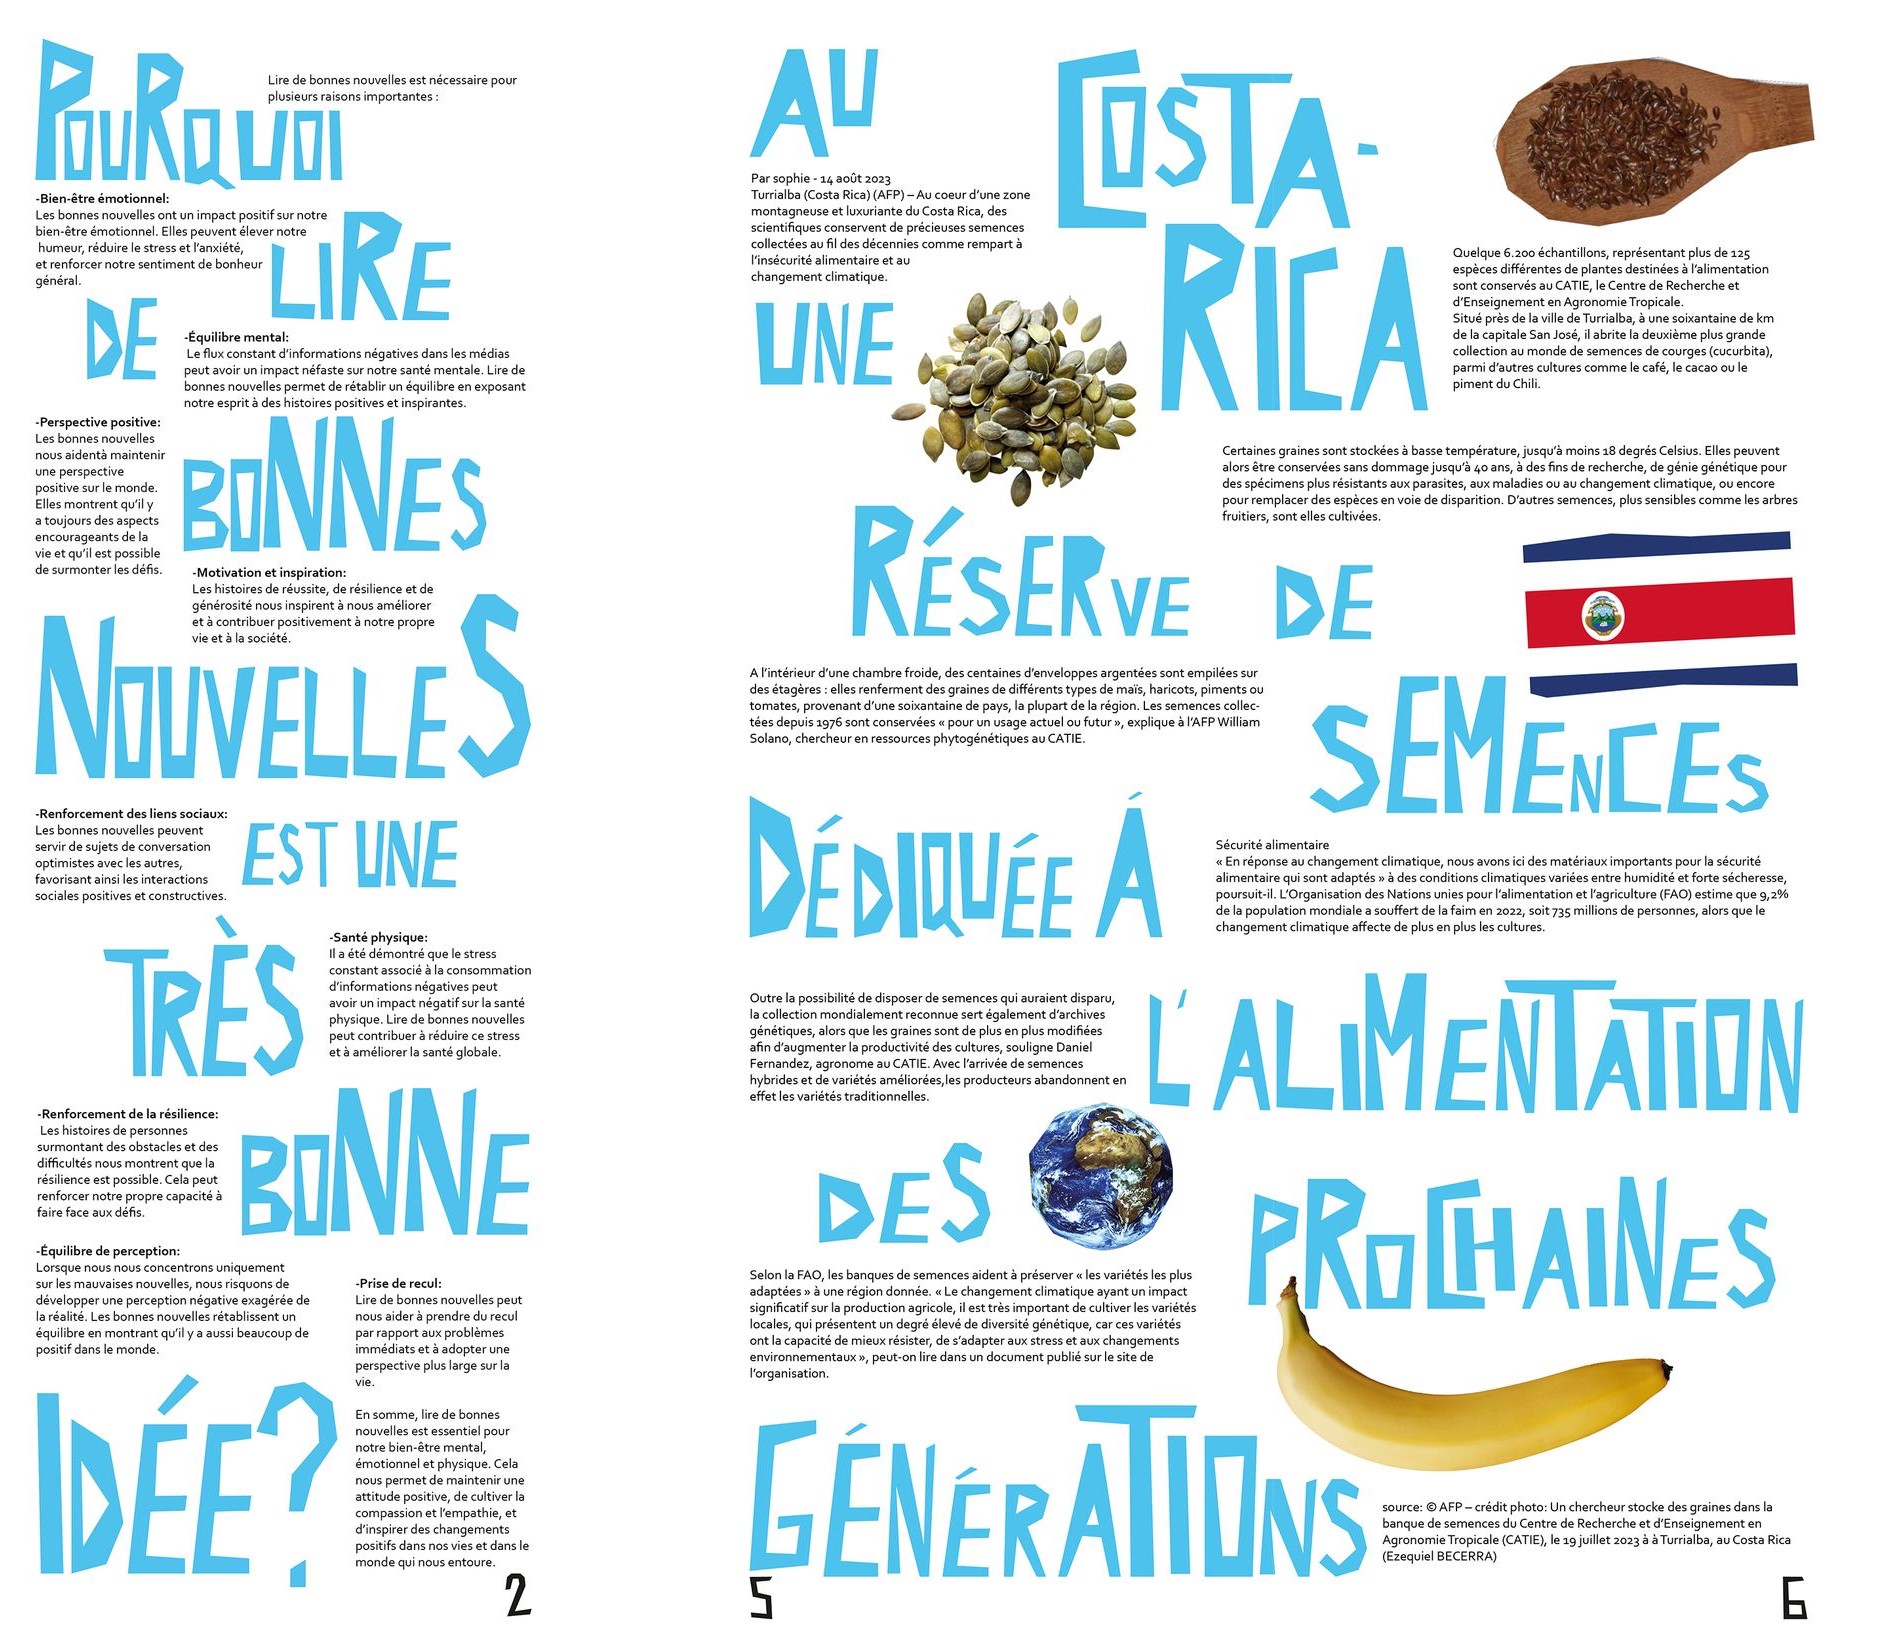 POURQUOI
Lire de bonnes nouvelles est nécessaire pour
plusieurs raisons importantes :
-Bien-être émotionnel:
Les bonnes nouvelles ont un impact positif sur notre
bien-être émotionnel. Elles peuvent élever notre
humeur, réduire le stress et l'anxiété,
et renforcer notre sentiment de bonheur
général.
LIRE
DE
-Équilibre mental:
Le flux constant d'informations négatives dans les médias
peut avoir un impact néfaste sur notre santé mentale. Lire de
bonnes nouvelles permet de rétablir un équilibre en exposant
notre esprit à des histoires positives et inspirantes.
-Perspective positive:
Les bonnes nouvelles
nous aidentà maintenir
une perspective
positive sur le monde.
Elles montrent qu'il y
a toujours des aspects
encourageants de la
vie et qu'il est possible
de surmonter les défis.
BONNES
-Motivation et inspiration:
Les histoires de réussite, de résilience et de
générosité nous inspirent à nous améliorer
et à contribuer positivement à notre propre
vie et à la société.
NOUVELLES
-Renforcement des liens sociaux:
Les bonnes nouvelles peuvent
servir de sujets de conversation
optimistes avec les autres,
favorisant ainsi les interactions
sociales positives et constructives.
EST UNE
TRÈS
-Santé physique:
Il a été démontré que le stress
constant associé à la consommation
d'informations négatives peut
avoir un impact négatif sur la santé
physique. Lire de bonnes nouvelles
peut contribuer à réduire ce stress
et à améliorer la santé globale.
-Renforcement de la résilience:
Les histoires de personnes
surmontant des obstacles et des
difficultés nous montrent que la
résilience est possible. Cela peut
renforcer notre propre capacité à
faire face aux défis.
BONNE
-Équilibre de perception:
Lorsque nous nous concentrons uniquement
sur les mauvaises nouvelles, nous risquons de
développer une perception négative exagérée de
la réalité. Les bonnes nouvelles rétablissent un
équilibre en montrant qu'il y a aussi beaucoup de
positif dans le monde.
-Prise de recul:
Lire de bonnes nouvelles peut
nous aider à prendre du recul
par rapport aux problèmes
immédiats et à adopter une
perspective plus large sur la
vie.
IDÉE?
En somme, lire de bonnes
nouvelles est essentiel pour
notre bien-être mental,
émotionnel et physique. Cela
nous permet de maintenir une
attitude positive, de cultiver la
compassion et l'empathie, et
d'inspirer des changements
positifs dans nos vies et dans le
monde qui nous entoure.
2
AU
COSTA-
RICA
Par sophie - 14 août 2023
Turrialba (Costa Rica) (AFP) – Au coeur d'une zone
montagneuse et luxuriante du Costa Rica, des
scientifiques conservent de précieuses semences
collectées au fil des décennies comme rempart à
l'insécurité alimentaire et au
changement climatique.
Quelque 6.200 échantillons, représentant plus de 125
espèces différentes de plantes destinées à l'alimentation
sont conservés au CATIE, le Centre de Recherche et
d'Enseignement en Agronomie Tropicale.
Situé près de la ville de Turrialba, à une soixantaine de km
de la capitale San José, il abrite la deuxième plus grande
collection au monde de semences de courges (cucurbita),
parmi d'autres cultures comme le café, le cacao ou le
piment du Chili.
UNE
Certaines graines sont stockées à basse température, jusqu'à moins 18 degrés Celsius. Elles peuvent
alors être conservées sans dommage jusqu'à 40 ans, à des fins de recherche, de génie génétique pour
des spécimens plus résistants aux parasites, aux maladies ou au changement climatique, ou encore
pour remplacer des espèces en voie de disparition. D'autres semences, plus sensibles comme les arbres
fruitiers, sont elles cultivées.
RÉSERVE DE
A l'intérieur d'une chambre froide, des centaines d'enveloppes argentées sont empilées sur
des étagères : elles renferment des graines de différents types de maïs, haricots, piments ou
tomates, provenant d'une soixantaine de pays, la plupart de la région. Les semences collec-
tées depuis 1976 sont conservées « pour un usage actuel ou futur », explique à l'AFP William
Solano, chercheur en ressources phytogénétiques au CATIE.
SEMENCES
DÉDIQUÉE Á
Sécurité alimentaire
« En réponse au changement climatique, nous avons ici des matériaux importants pour la sécurité
alimentaire qui sont adaptés » à des conditions climatiques variées entre humidité et forte sécheresse,
poursuit-il. L'Organisation des Nations unies pour l'alimentation et l'agriculture (FAO) estime que 9,2%
de la population mondiale a souffert de la faim en 2022, soit 735 millions de personnes, alors que le
changement climatique affecte de plus en plus les cultures.
Outre la possibilité de disposer de semences qui auraient disparu,
la collection mondialement reconnue sert également d'archives
génétiques, alors que les graines sont de plus en plus modifiées
afin d'augmenter la productivité des cultures, souligne Daniel
Fernandez, agronome au CATIE. Avec l'arrivée de semences
hybrides et de variétés améliorées,les producteurs abandonnent en
effet les variétés traditionnelles.
L'ALIMENTATION
DES
PROCHAINES
Selon la FAO, les banques de semences aident à préserver « les variétés les plus
adaptées » à une région donnée. « Le changement climatique ayant un impact
significatif sur la production agricole, il est très important de cultiver les variétés
locales, qui présentent un degré élevé de diversité génétique, car ces variétés
ont la capacité de mieux résister, de s'adapter aux stress et aux changements
environnementaux », peut-on lire dans un document publié sur le site de
l'organisation.
GÉNÉRATIONS
source: © AFP – crédit photo: Un chercheur stocke des graines dans la
banque de semences du Centre de Recherche et d'Enseignement en
Agronomie Tropicale (CATIE), le 19 juillet 2023 à à Turrialba, au Costa Rica
(Ezequiel BECERRA)
5
6